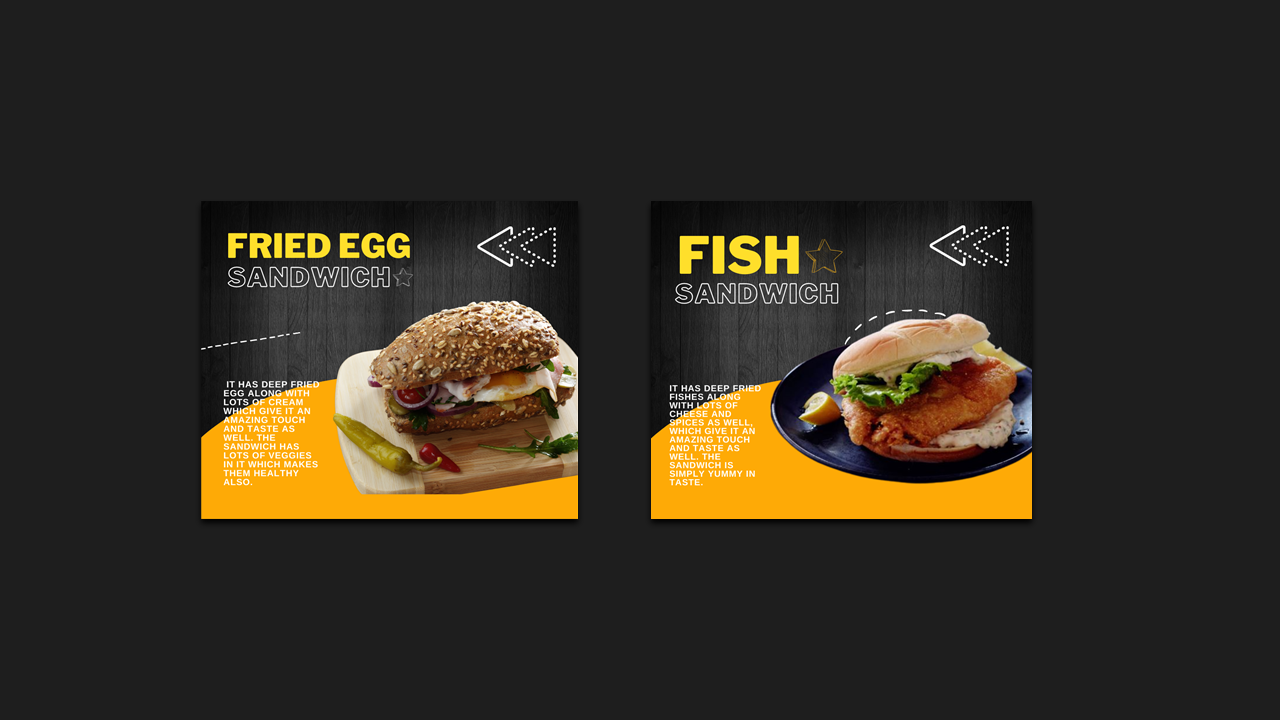 FRIED EGG
SANDWICH
IT HAS DEEP FRIED
EGG ALONG WITH
LOTS OF CREAM
WHICH GIVE IT AN
AMAZING TOUCH
AND TASTE AS
WELL. THE
SANDWICH HAS
LOTS OF VEGGIES
IN IT WHICH MAKES
THEM HEALTHY
ALSO.
FISH
SANDWICH
IT HAS DEEP FRIED
FISHES ALONG
WITH LOTS OF
CHEESE AND
SPICES AS WELL,
WHICH GIVE IT AN
AMAZING TOUCH
AND TASTE AS
WELL. THE
SANDWICH IS
SIMPLY YUMMY IN
TASTE.